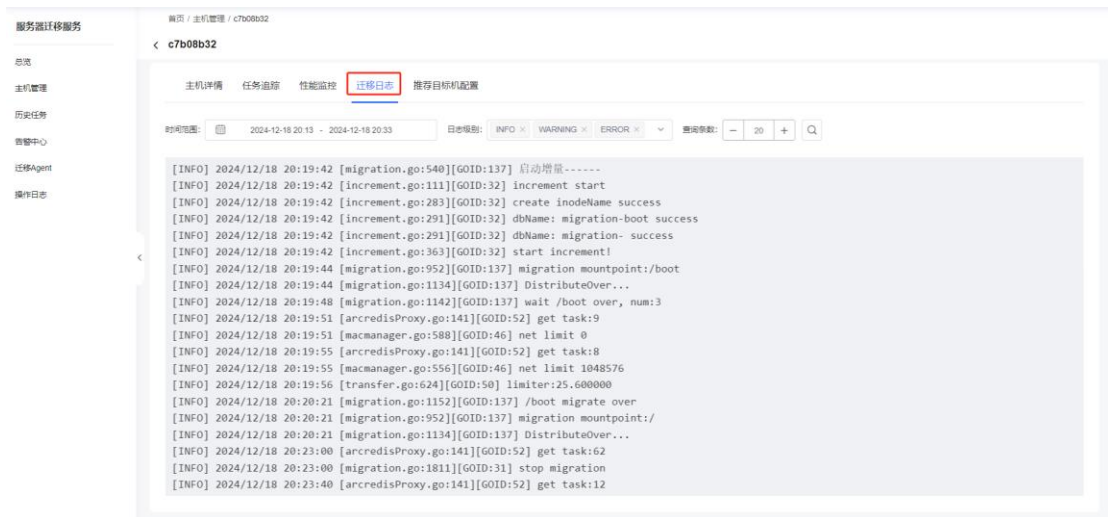 服务器迁移服务
总览
主机管理
历史任务
告警中心
迁移Agent
操作日志
首页 / 主机管理 / c7b08b32
< c7b08b32
主机详情 任务追踪 性能监控 迁移日志 推荐目标机配置
时间范围: 2024-12-18 20:13 - 2024-12-18 20:33 日志级别: INFO × WARNING × ERROR × 查询条数: − 20 +
[INFO] 2024/12/18 20:19:42 [migration.go:540][GOID:137] 启动增量------
[INFO] 2024/12/18 20:19:42 [increment.go:111][GOID:32] increment start
[INFO] 2024/12/18 20:19:42 [increment.go:283][GOID:32] create inodeName success
[INFO] 2024/12/18 20:19:42 [increment.go:291][GOID:32] dbName: migration-boot success
[INFO] 2024/12/18 20:19:42 [increment.go:291][GOID:32] dbName: migration- success
[INFO] 2024/12/18 20:19:42 [increment.go:363][GOID:32] start increment!
[INFO] 2024/12/18 20:19:44 [migration.go:952][GOID:137] migration mountpoint:/boot
[INFO] 2024/12/18 20:19:44 [migration.go:1134][GOID:137] DistributeOver...
[INFO] 2024/12/18 20:19:48 [migration.go:1142][GOID:137] wait /boot over, num:3
[INFO] 2024/12/18 20:19:51 [arcredisProxy.go:141][GOID:52] get task:9
[INFO] 2024/12/18 20:19:51 [macmanager.go:588][GOID:46] net limit 0
[INFO] 2024/12/18 20:19:55 [arcredisProxy.go:141][GOID:52] get task:8
[INFO] 2024/12/18 20:19:55 [macmanager.go:556][GOID:46] net limit 1048576
[INFO] 2024/12/18 20:19:56 [transfer.go:624][GOID:50] limiter:25.600000
[INFO] 2024/12/18 20:20:21 [migration.go:1152][GOID:137] /boot migrate over
[INFO] 2024/12/18 20:20:21 [migration.go:952][GOID:137] migration mountpoint:/
[INFO] 2024/12/18 20:20:21 [migration.go:1134][GOID:137] DistributeOver...
[INFO] 2024/12/18 20:23:00 [arcredisProxy.go:141][GOID:52] get task:62
[INFO] 2024/12/18 20:23:00 [migration.go:1811][GOID:31] stop migration
[INFO] 2024/12/18 20:23:40 [arcredisProxy.go:141][GOID:52] get task:12